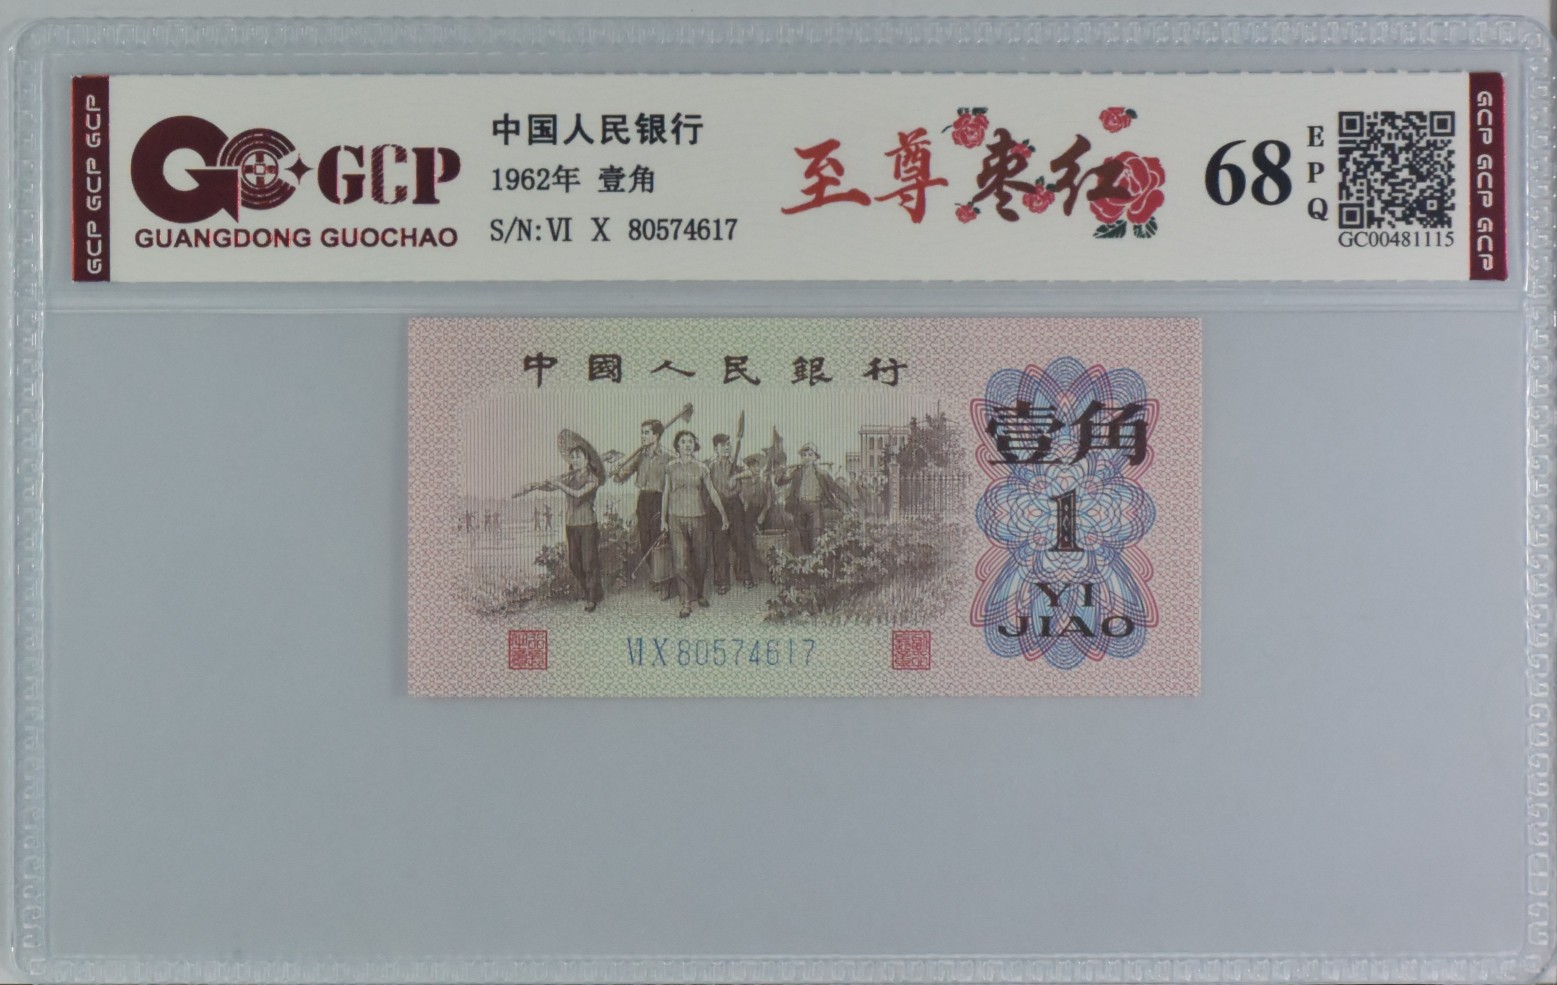 GCP GCP GCP
GCP
GUANGDONG GUOCHAO
中国人民银行
1962年 壹角
S/N:VI X 80574617
至尊枣红
68
EPQ
GC00481115
GCP GCP GCP
中國人民銀行
壹角
1
YI
JIAO
VI X 80574617